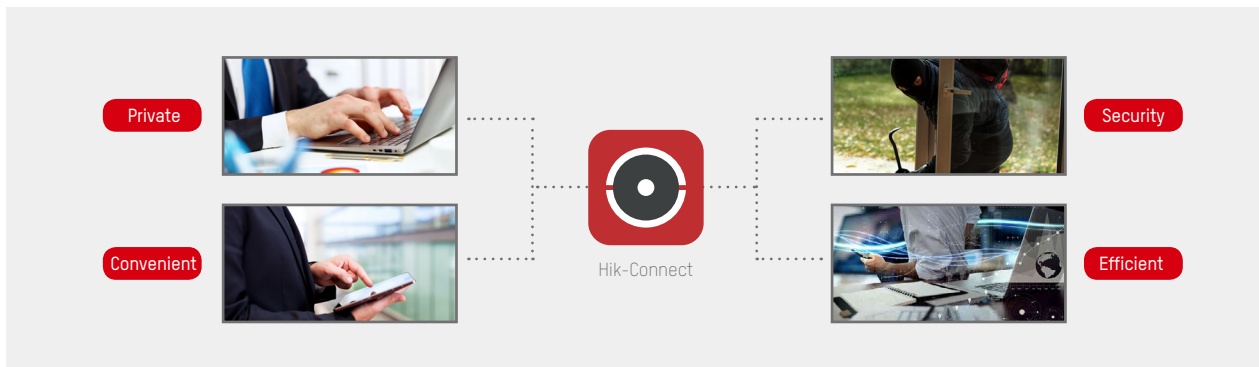 Private
Convenient
Hik-Connect
Security
Efficient